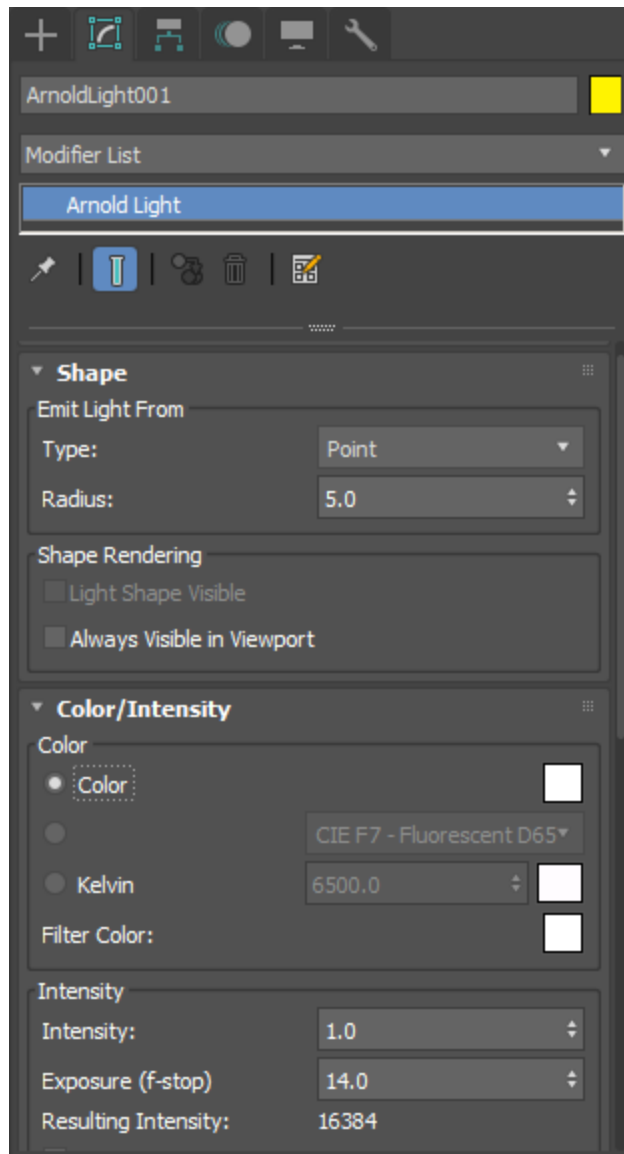 ArnoldLight001
Modifier List
Arnold Light
Shape
Emit Light From
Type: Point
Radius: 5.0
Shape Rendering
Light Shape Visible
Always Visible in Viewport
Color/Intensity
Color
Color
CIE F7 - Fluorescent D65
Kelvin 6500.0
Filter Color:
Intensity
Intensity: 1.0
Exposure (f-stop) 14.0
Resulting Intensity: 16384